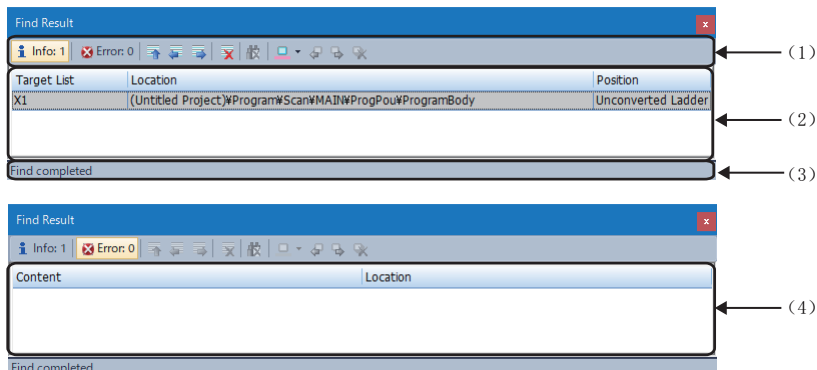 Find Result x
Info: 1 Error: 0 (1)
Target List Location Position
X1 (Untitled Project)¥Program¥Scan¥MAIN¥ProgPou¥ProgramBody Unconverted Ladder
(2)
Find completed (3)
Find Result x
Info: 1 Error: 0
Content Location
(4)
Find completed